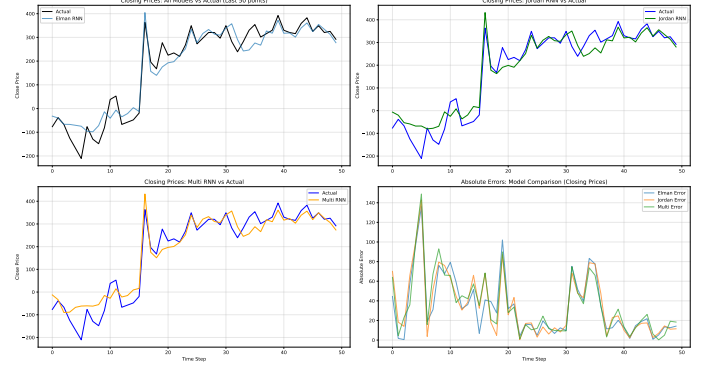 Closing Prices: All Models vs Actual (Last 50 points)
Actual
Elman RNN
Close Price
400
300
200
100
0
−100
−200
0
10
20
30
40
50
Closing Prices: Jordan RNN vs Actual
Actual
Jordan RNN
Close Price
400
300
200
100
0
−100
−200
0
10
20
30
40
50
Closing Prices: Multi RNN vs Actual
Actual
Multi RNN
Close Price
400
300
200
100
0
−100
−200
0
10
20
30
40
50
Time Step
Absolute Errors: Model Comparison (Closing Prices)
Elman Error
Jordan Error
Multi Error
Absolute Error
140
120
100
80
60
40
20
0
0
10
20
30
40
50
Time Step